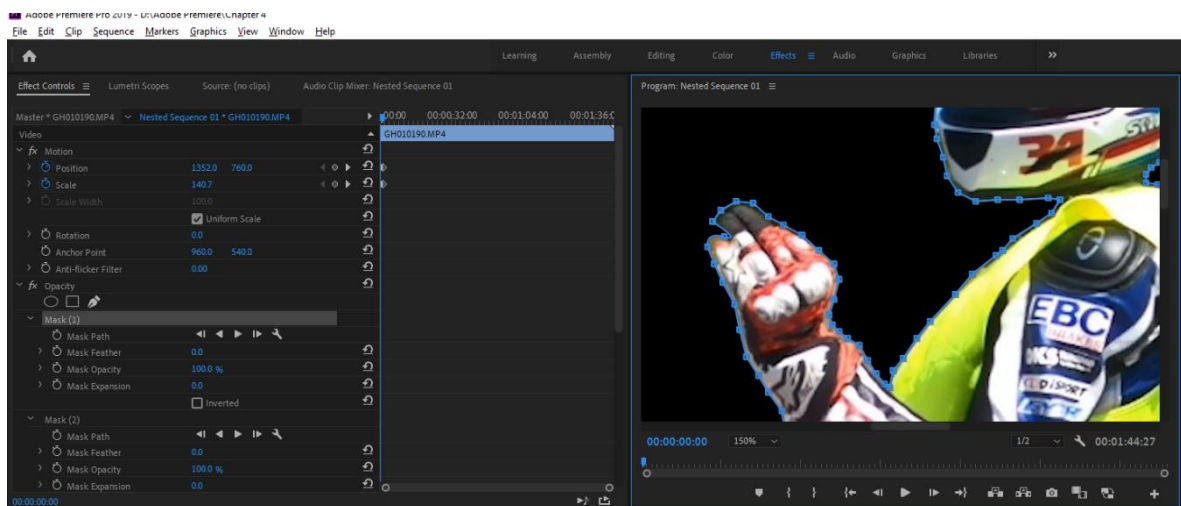 Adobe Premiere Pro 2019 - D:\Adobe Premiere\Chapter 4
File Edit Clip Sequence Markers Graphics View Window Help
Learning Assembly Editing Color Effects Audio Graphics Libraries
Effect Controls Lumetri Scopes Source: (no clips) Audio Clip Mixer: Nested Sequence 01
Program: Nested Sequence 01
Master * GH010190.MP4 Nested Sequence 01 * GH010190.MP4
:00:00 00:00:32:00 00:01:04:00 00:01:36:0
Video
GH010190.MP4
fx Motion
Position 1352.0 760.0
Scale 140.7
Scale Width 100.0
Uniform Scale
Rotation 0.0
Anchor Point 960.0 540.0
Anti-flicker Filter 0.00
fx Opacity
Mask (1)
Mask Path
Mask Feather 0.0
Mask Opacity 100.0 %
Mask Expansion 0.0
Inverted
Mask (2)
Mask Path
Mask Feather 0.0
Mask Opacity 100.0 %
Mask Expansion 0.0
00:00:00:00
34
EBC
BRAKES
00:00:00:00 150% 1/2 00:01:44:27